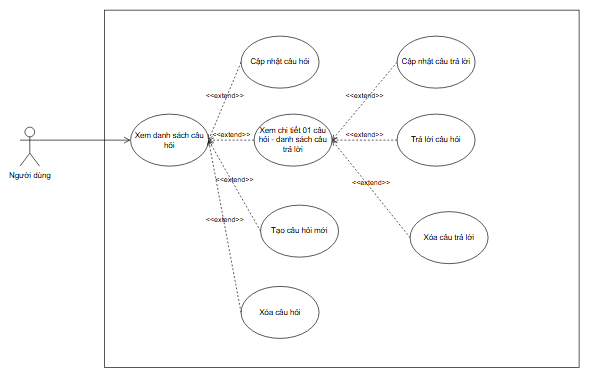 Cập nhật câu hỏi
Cập nhật câu trả lời
<<extend>>
<<extend>>
Xem danh sách câu
hỏi
<<extend>>
Xem chi tiết 01 câu
hỏi - danh sách câu
trả lời
<<extend>>
Trả lời câu hỏi
Người dùng
<<extend>>
<<extend>>
<<extend>>
Tạo câu hỏi mới
Xóa câu trả lời
Xóa câu hỏi